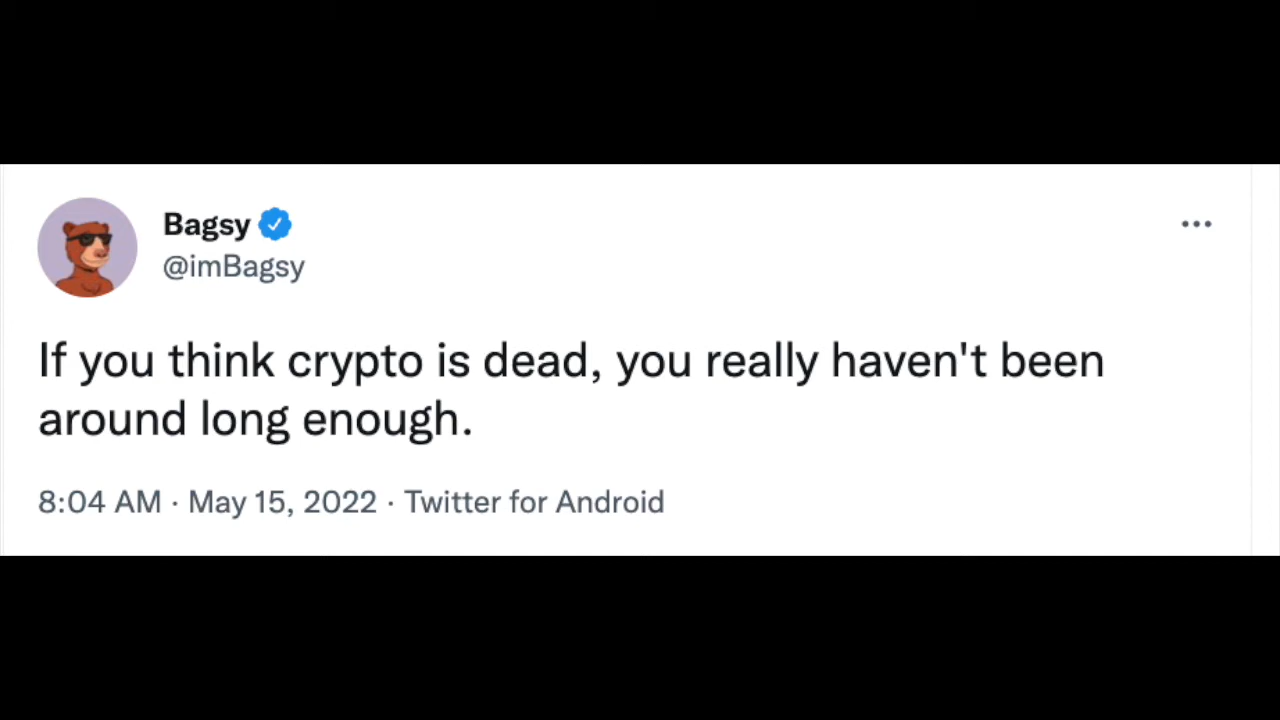 Bagsy
@imBagsy
If you think crypto is dead, you really haven't been
around long enough.
8:04 AM · May 15, 2022 · Twitter for Android